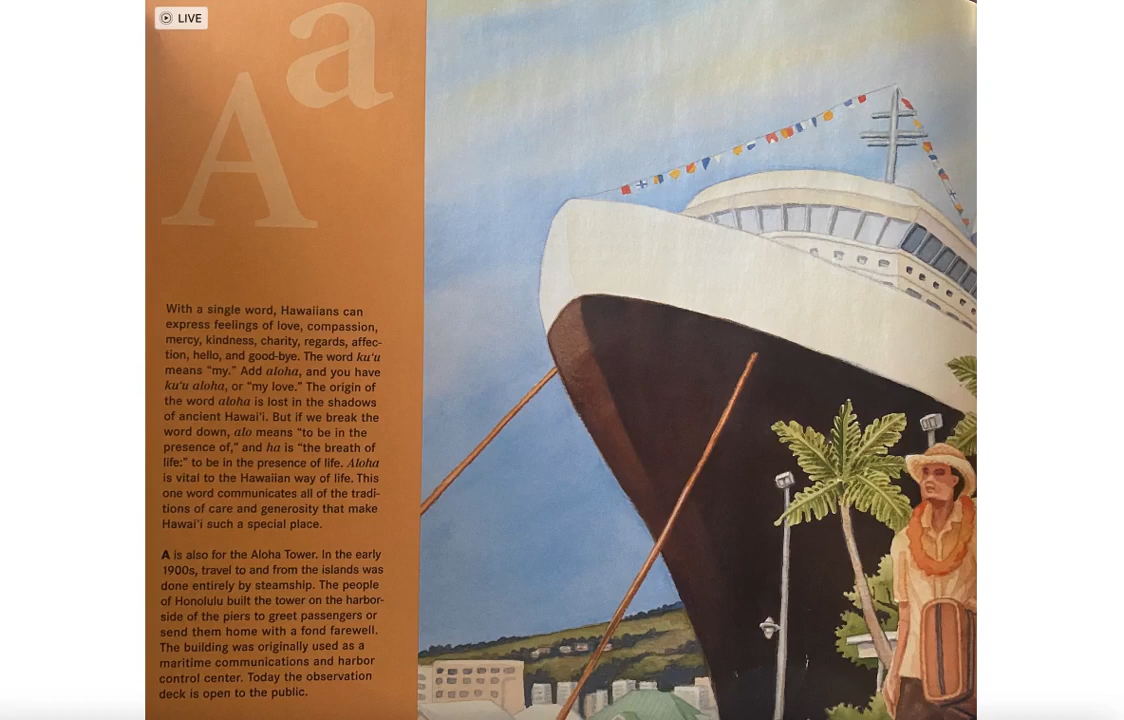 LIVE
a
A
With a single word, Hawaiians can
express feelings of love, compassion,
mercy, kindness, charity, regards, affec-
tion, hello, and good-bye. The word kuʻu
means “my.” Add aloha, and you have
kuʻu aloha, or “my love.” The origin of
the word aloha is lost in the shadows
of ancient Hawaiʻi. But if we break the
word down, alo means “to be in the
presence of,” and ha is “the breath of
life:” to be in the presence of life. Aloha
is vital to the Hawaiian way of life. This
one word communicates all of the tradi-
tions of care and generosity that make
Hawaiʻi such a special place.
A is also for the Aloha Tower. In the early
1900s, travel to and from the islands was
done entirely by steamship. The people
of Honolulu built the tower on the harbor-
side of the piers to greet passengers or
send them home with a fond farewell.
The building was originally used as a
maritime communications and harbor
control center. Today the observation
deck is open to the public.